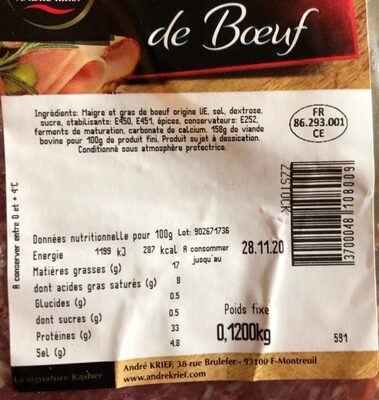 ANDRÉ KRIEF
de Bœuf
Ingrédients: Maigre et gras de boeuf origine UE, sel, dextrose,
sucre, stabilisants: E450, E451, épices, conservateurs: E252,
ferments de maturation, carbonate de calcium. 158g de viande
bovine pour 100g de produit fini. Produit sujet à dessication.
Conditionné sous atmosphère protectrice.
FR
86.293.001
CE
A conserver entre 0 et + 4°C
Données nutritionnelle pour 100g Lot: 902671736
Energie 1199 kJ 287 kcal A consommer jusqu'au 28.11.20
Matières grasses (g) 17
dont acides gras saturés (g) 8
Glucides (g) 0.5
dont sucres (g) 0.5
Protéines (g) 33
Sel (g) 4.8
Poids fixe
0,1200kg
591
22STUCK
3700048108009
André KRIEF, 38 rue Brulefer - 93100 F-Montreuil
La signature Kasher www.andrekrief.com